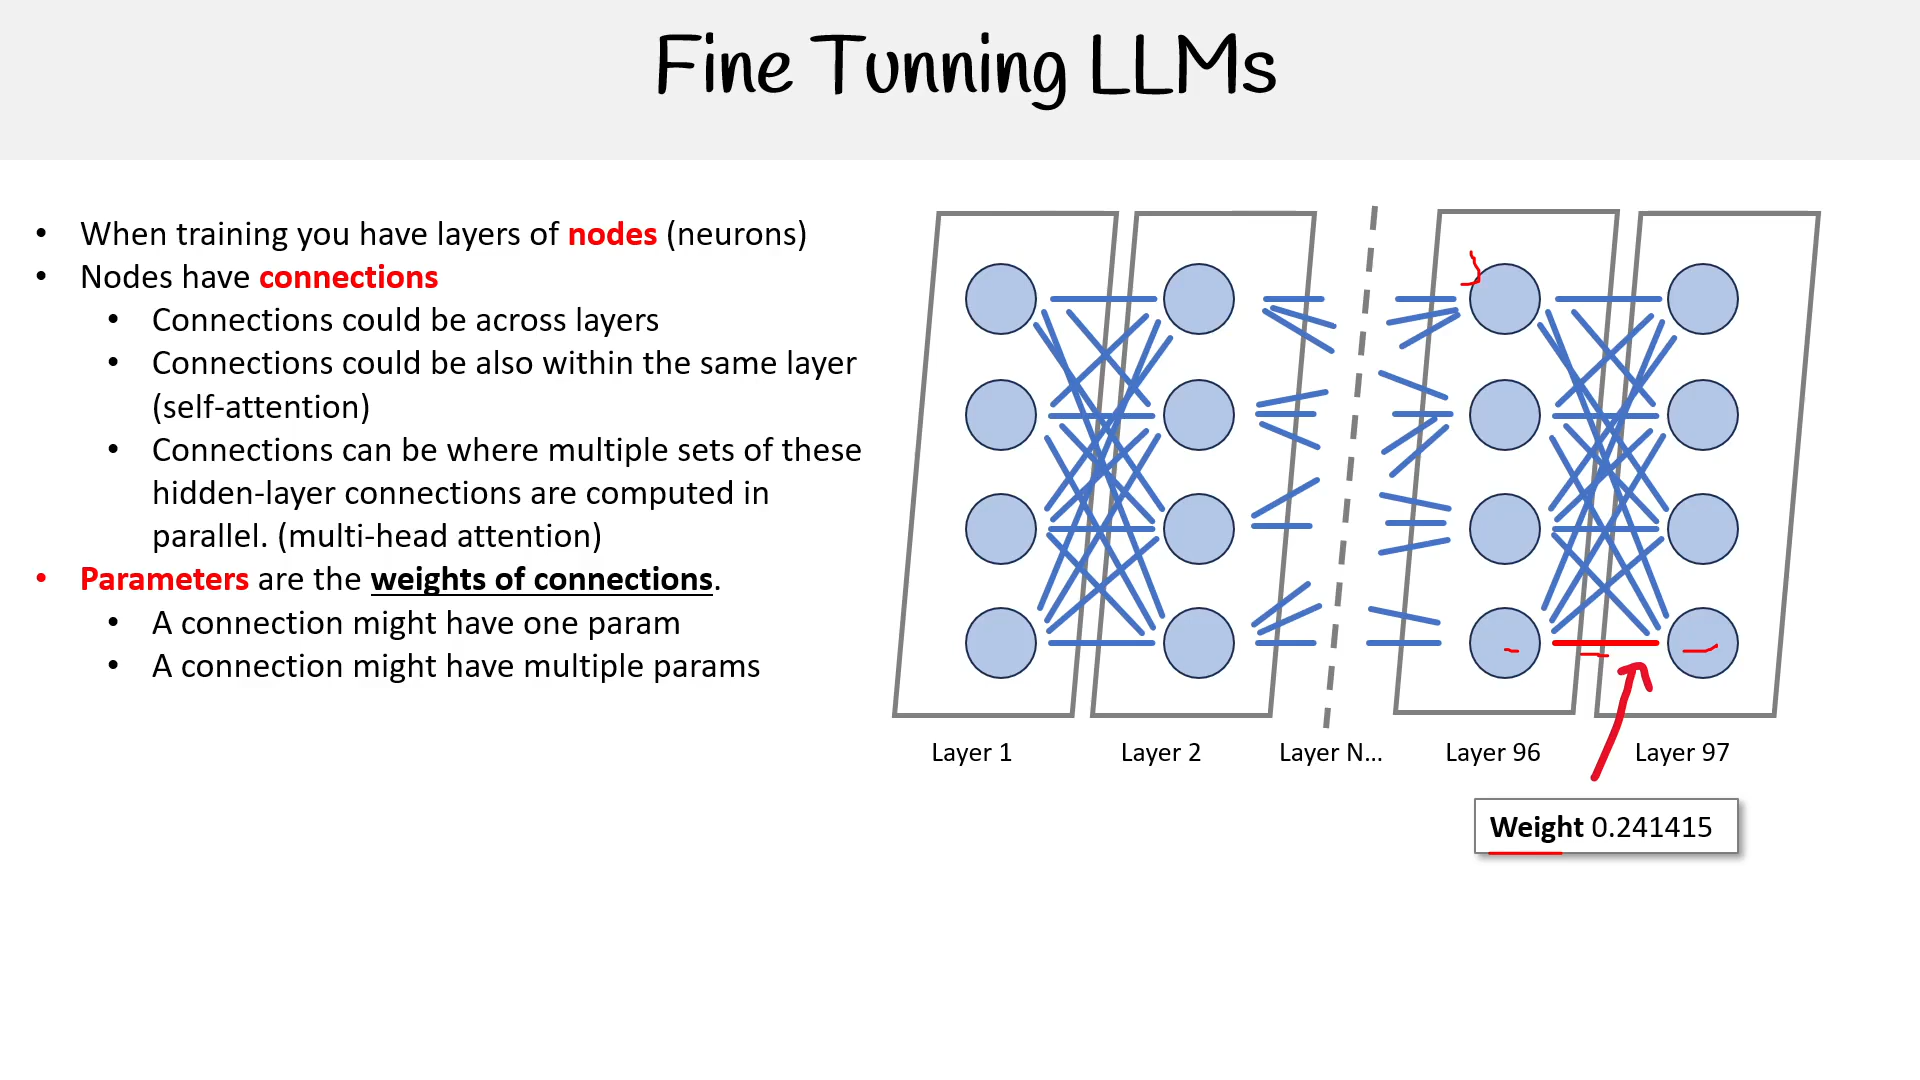 Fine Tunning LLMs
• When training you have layers of nodes (neurons)
• Nodes have connections
• Connections could be across layers
• Connections could be also within the same layer
(self-attention)
• Connections can be where multiple sets of these
hidden-layer connections are computed in
parallel. (multi-head attention)
• Parameters are the weights of connections.
• A connection might have one param
• A connection might have multiple params
Layer 1
Layer 2
Layer N...
Layer 96
Layer 97
Weight 0.241415